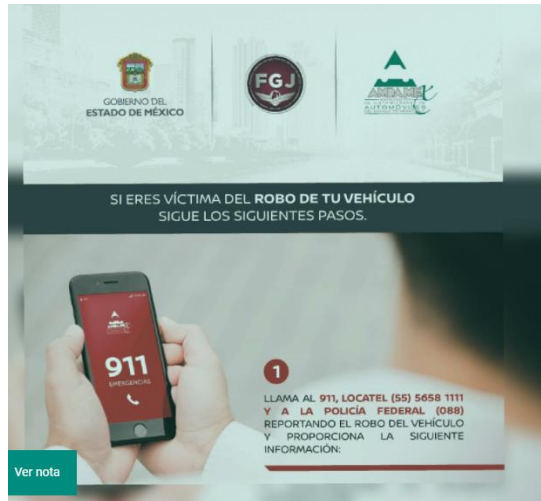 GOBIERNO DEL
ESTADO DE MÉXICO
FGJ
AMDAMEX
SI ERES VÍCTIMA DEL ROBO DE TU VEHÍCULO
SIGUE LOS SIGUIENTES PASOS.
911
EMERGENCIAS
1
LLAMA AL 911, LOCATEL (55) 5658 1111
Y A LA POLICÍA FEDERAL (088)
REPORTANDO EL ROBO DEL VEHÍCULO
Y PROPORCIONA LA SIGUIENTE
INFORMACIÓN:
Ver nota